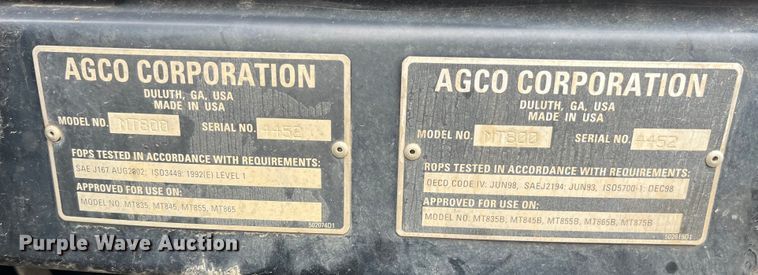 AGCO CORPORATION
DULUTH, GA, USA
MADE IN USA
MODEL NO. MT800 SERIAL NO. 4452
FOPS TESTED IN ACCORDANCE WITH REQUIREMENTS:
SAE J167 AUG2002; ISO3449: 1992(E) LEVEL 1
APPROVED FOR USE ON:
MODEL NO.: MT835, MT845, MT855, MT865
502074D1
AGCO CORPORATION
DULUTH, GA, USA
MADE IN USA
MODEL NO. MT800 SERIAL NO. 4452
ROPS TESTED IN ACCORDANCE WITH REQUIREMENTS:
OECD CODE IV: JUN98, SAEJ2194: JUN93, ISO5700-1: DEC98
APPROVED FOR USE ON:
MODEL NO.: MT835B, MT845B, MT855B, MT865B, MT875B
Purple Wave Auction